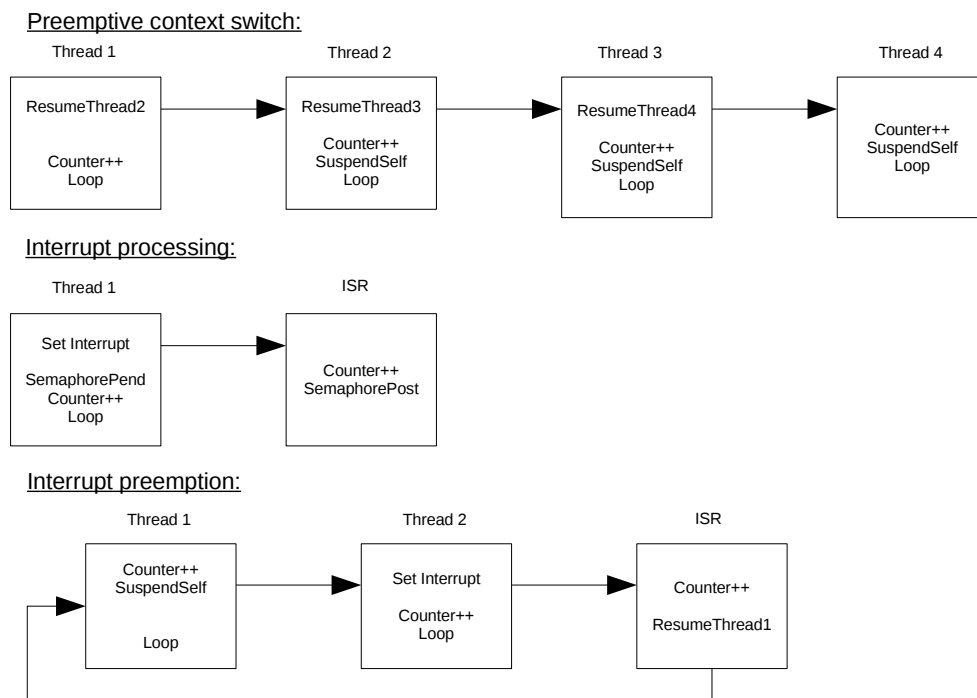 Preemptive context switch:
Thread 1
Thread 2
Thread 3
Thread 4
ResumeThread2
Counter++
Loop
ResumeThread3
Counter++
SuspendSelf
Loop
ResumeThread4
Counter++
SuspendSelf
Loop
Counter++
SuspendSelf
Loop
Interrupt processing:
Thread 1
ISR
Set Interrupt
SemaphorePend
Counter++
Loop
Counter++
SemaphorePost
Interrupt preemption:
Thread 1
Thread 2
ISR
Counter++
SuspendSelf
Loop
Set Interrupt
Counter++
Loop
Counter++
ResumeThread1